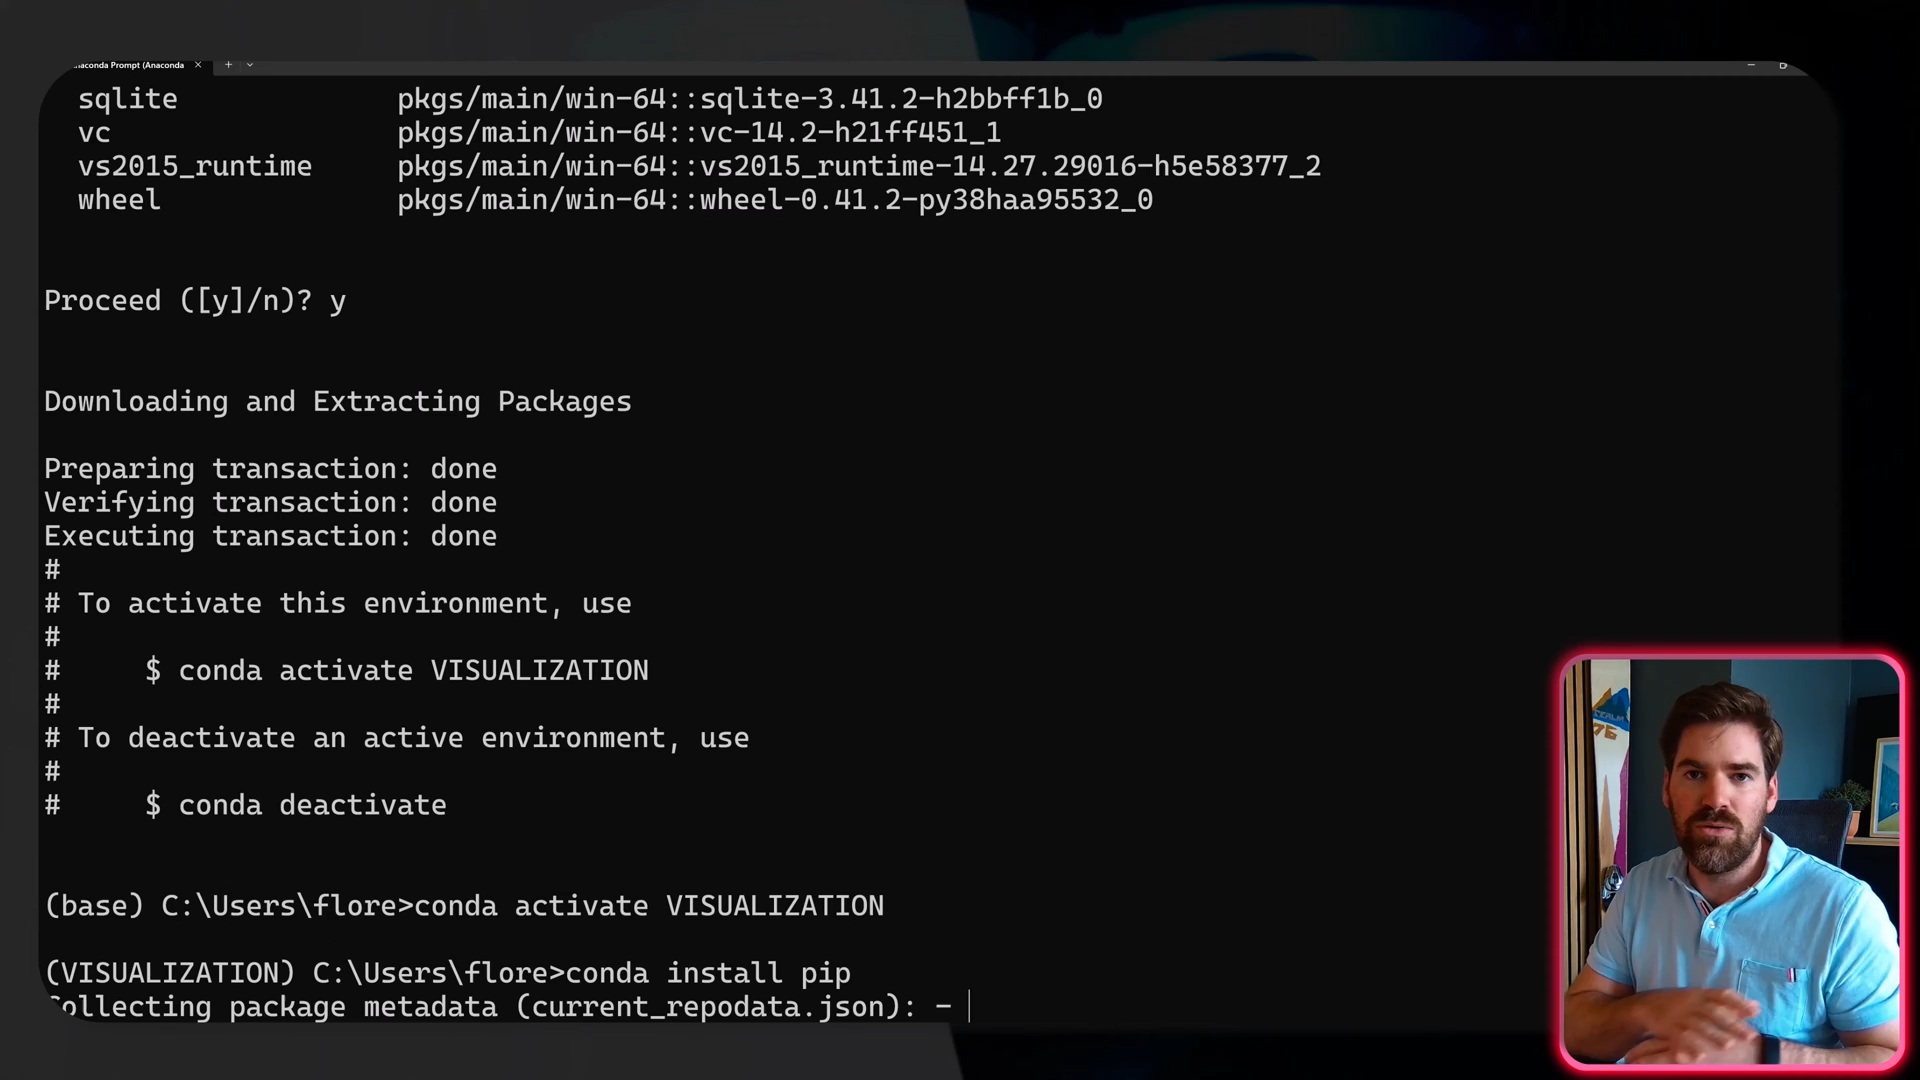 Anaconda Prompt (Anaconda
sqlite pkgs/main/win-64::sqlite-3.41.2-h2bbff1b_0
vc pkgs/main/win-64::vc-14.2-h21ff451_1
vs2015_runtime pkgs/main/win-64::vs2015_runtime-14.27.29016-h5e58377_2
wheel pkgs/main/win-64::wheel-0.41.2-py38haa95532_0
Proceed ([y]/n)? y
Downloading and Extracting Packages
Preparing transaction: done
Verifying transaction: done
Executing transaction: done
#
# To activate this environment, use
#
# $ conda activate VISUALIZATION
#
# To deactivate an active environment, use
#
# $ conda deactivate
(base) C:\Users\flore>conda activate VISUALIZATION
(VISUALIZATION) C:\Users\flore>conda install pip
Collecting package metadata (current_repodata.json): -
76